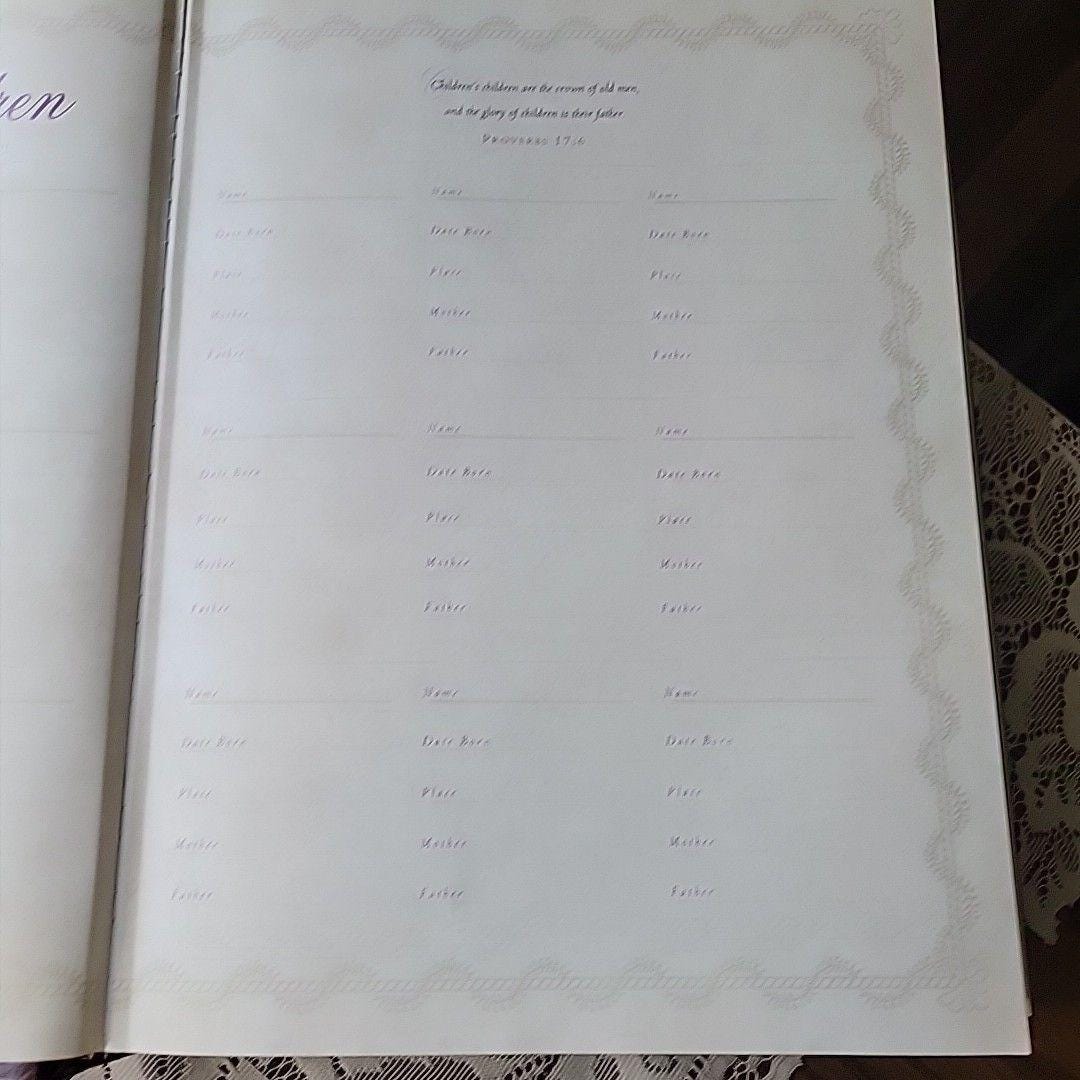 ren
Children's children are the crown of old men,
and the glory of children is their father.
PROVERBS 17:6
Name Name Name
Date Born Date Born Date Born
Place Place Place
Mother Mother Mother
Father Father Father
Name Name Name
Date Born Date Born Date Born
Place Place Place
Mother Mother Mother
Father Father Father
Name Name Name
Date Born Date Born Date Born
Place Place Place
Mother Mother Mother
Father Father Father